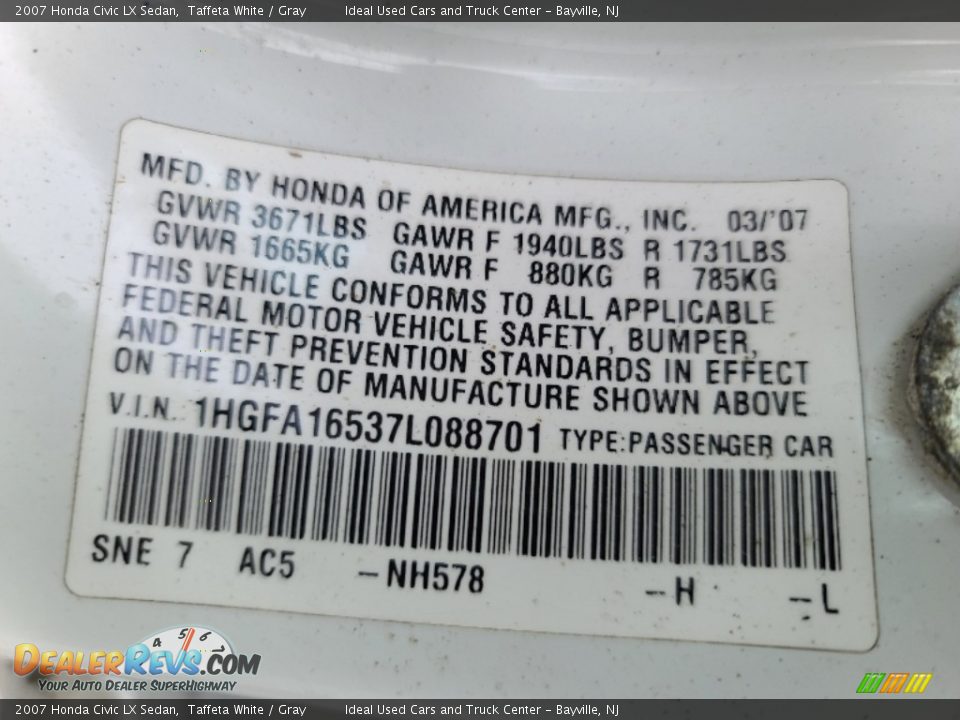 2007 Honda Civic LX Sedan, Taffeta White / Gray Ideal Used Cars and Truck Center – Bayville, NJ
MFD. BY HONDA OF AMERICA MFG., INC. 03/'07
GVWR 3671LBS GAWR F 1940LBS R 1731LBS
GVWR 1665KG GAWR F 880KG R 785KG
THIS VEHICLE CONFORMS TO ALL APPLICABLE
FEDERAL MOTOR VEHICLE SAFETY, BUMPER,
AND THEFT PREVENTION STANDARDS IN EFFECT
ON THE DATE OF MANUFACTURE SHOWN ABOVE
V.I.N.: 1HGFA16537L088701 TYPE:PASSENGER CAR
SNE 7 AC5 –NH578 –H –L
4 5 6
DEALERREVS.COM
YOUR AUTO DEALER SUPERHIGHWAY
2007 Honda Civic LX Sedan, Taffeta White / Gray Ideal Used Cars and Truck Center – Bayville, NJ